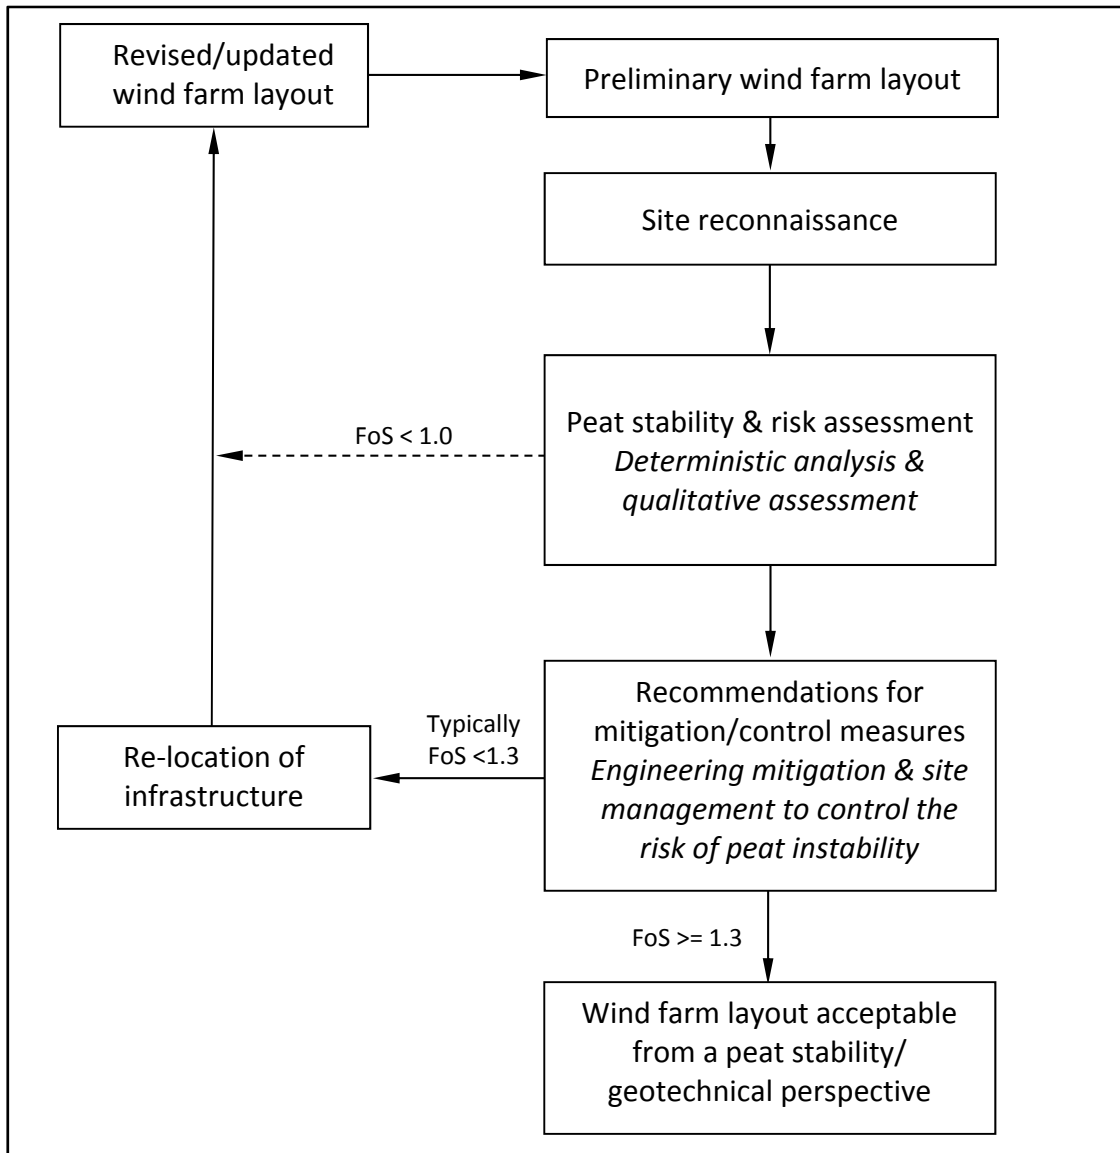 Revised/updated
wind farm layout
Preliminary wind farm layout
Site reconnaissance
FoS < 1.0
Peat stability & risk assessment
Deterministic analysis &
qualitative assessment
Re-location of
infrastructure
Typically
FoS <1.3
Recommendations for
mitigation/control measures
Engineering mitigation & site
management to control the
risk of peat instability
FoS >= 1.3
Wind farm layout acceptable
from a peat stability/
geotechnical perspective